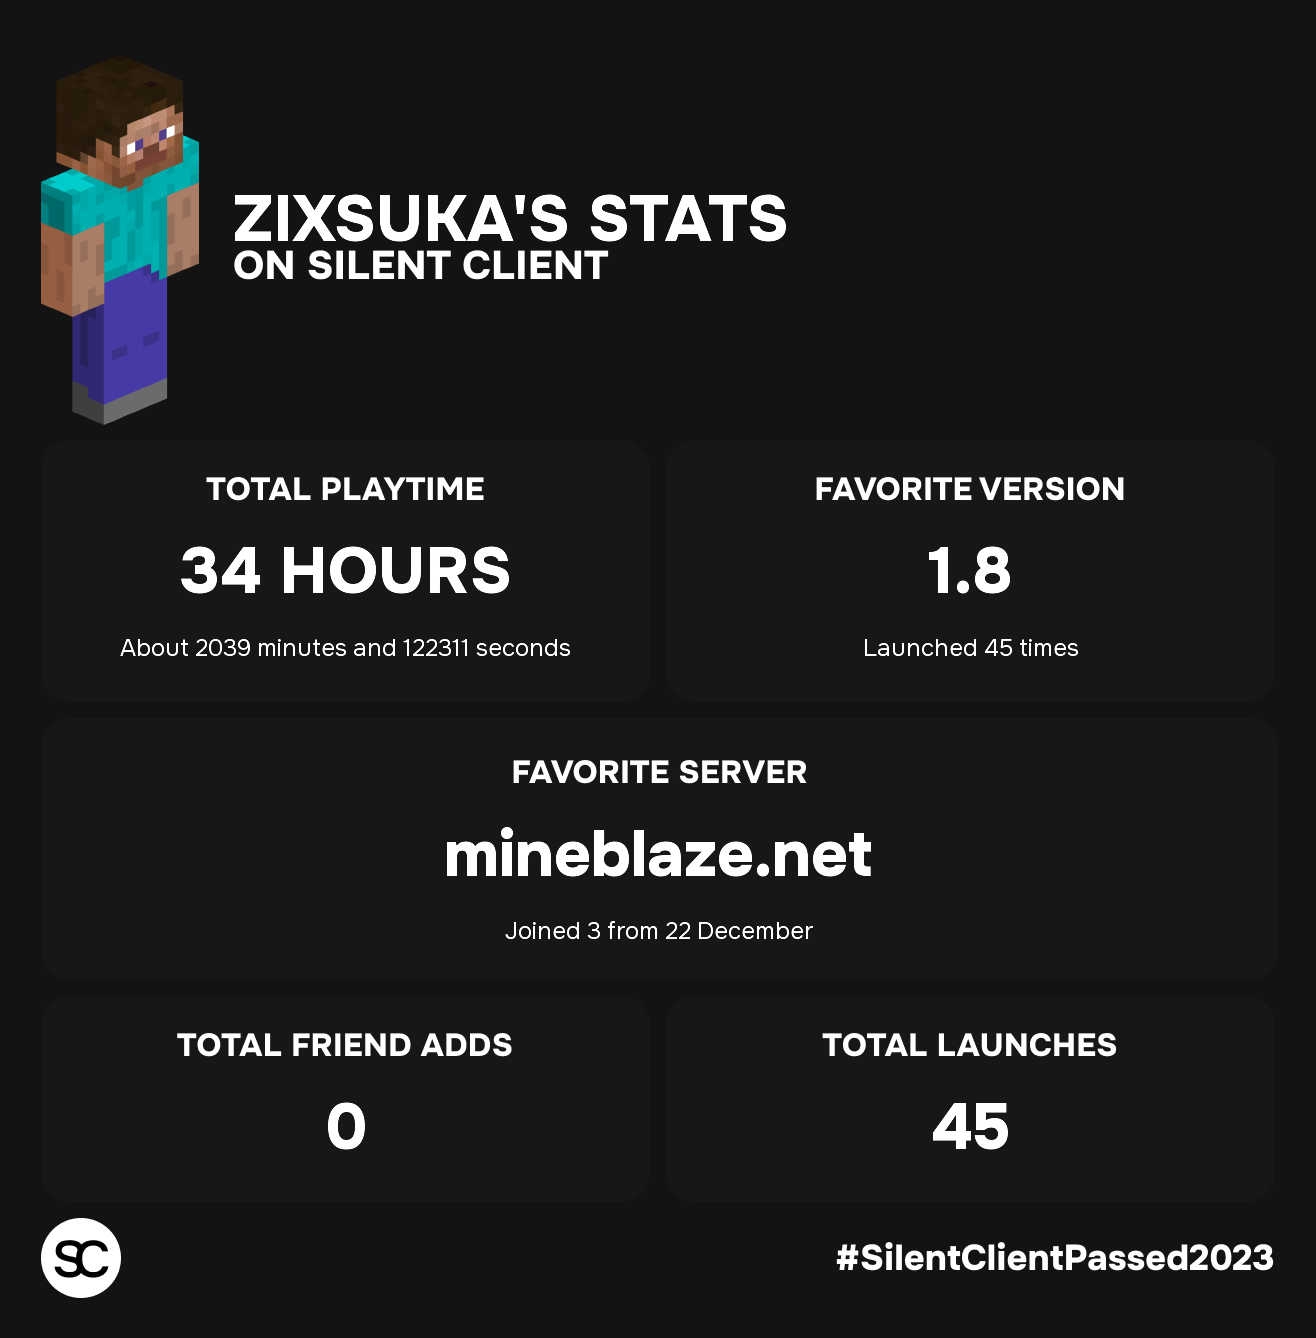 ZIXSUKA'S STATS
ON SILENT CLIENT
TOTAL PLAYTIME
34 HOURS
About 2039 minutes and 122311 seconds
FAVORITE VERSION
1.8
Launched 45 times
FAVORITE SERVER
mineblaze.net
Joined 3 from 22 December
TOTAL FRIEND ADDS
0
TOTAL LAUNCHES
45
SC
#SilentClientPassed2023